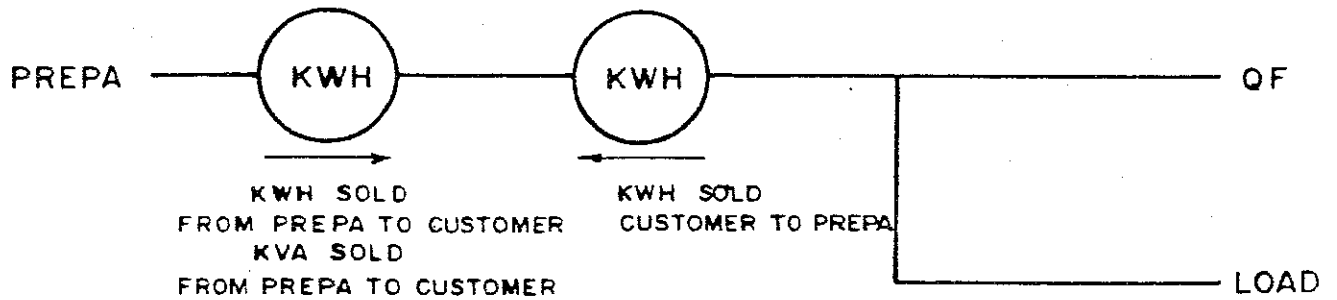 PREPA
KWH
KWH
QF
KWH SOLD
FROM PREPA TO CUSTOMER
KVA SOLD
FROM PREPA TO CUSTOMER
KWH SOLD
CUSTOMER TO PREPA
LOAD